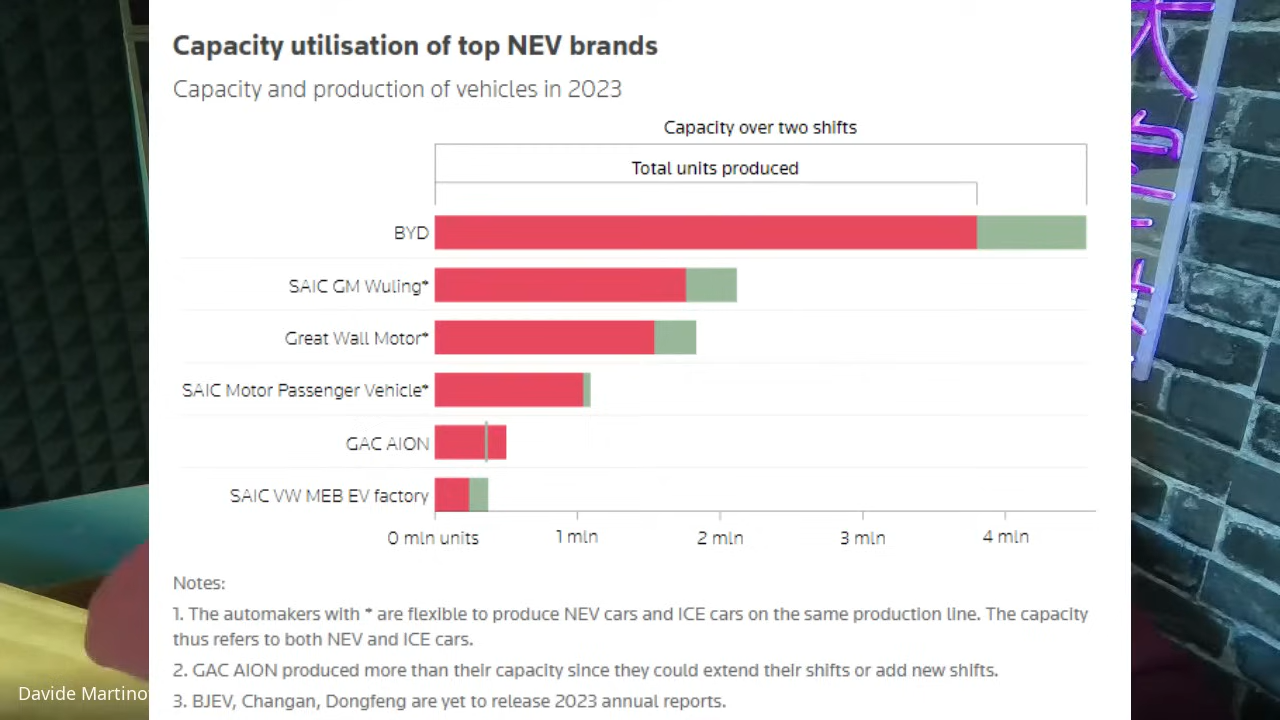 Capacity utilisation of top NEV brands
Capacity and production of vehicles in 2023
Capacity over two shifts
Total units produced
BYD
SAIC GM Wuling*
Great Wall Motor*
SAIC Motor Passenger Vehicle*
GAC AION
SAIC VW MEB EV factory
0 mln units
1 mln
2 mln
3 mln
4 mln
Notes:
1. The automakers with * are flexible to produce NEV cars and ICE cars on the same production line. The capacity
thus refers to both NEV and ICE cars.
2. GAC AION produced more than their capacity since they could extend their shifts or add new shifts.
3. BJEV, Changan, Dongfeng are yet to release 2023 annual reports.
Davide Martino